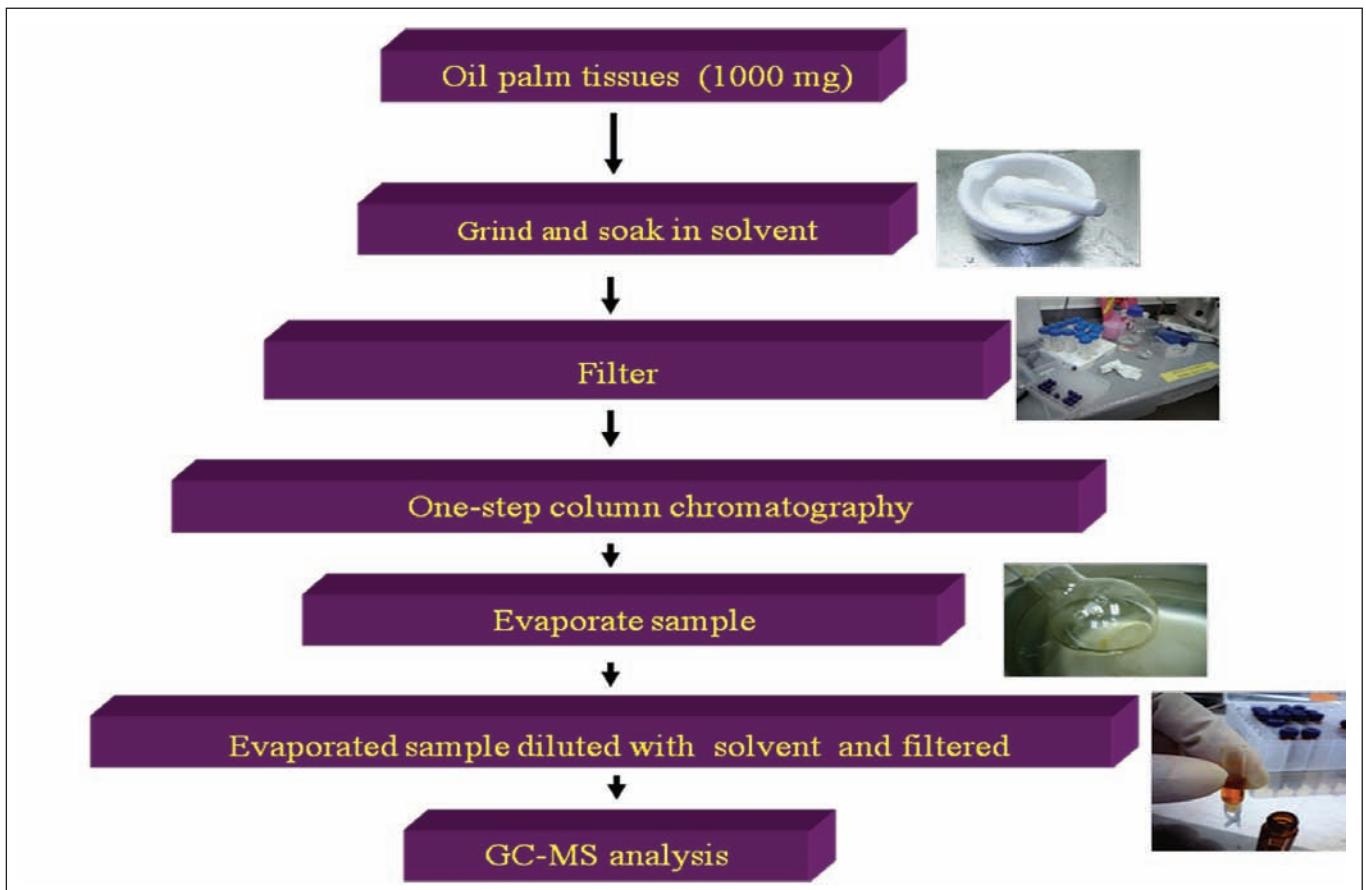 Oil palm tissues (1000 mg)
Grind and soak in solvent
Filter
One-step column chromatography
Evaporate sample
Evaporated sample diluted with solvent and filtered
GC-MS analysis